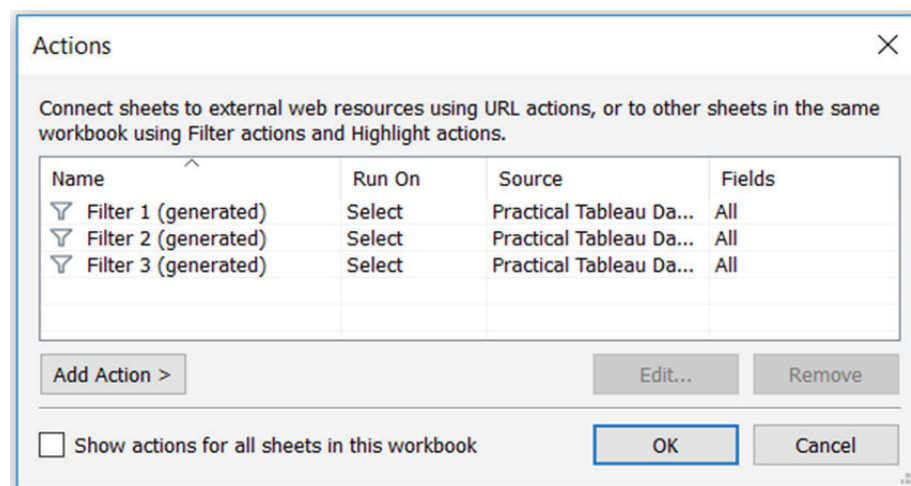 Actions
Connect sheets to external web resources using URL actions, or to other sheets in the same
workbook using Filter actions and Highlight actions.
Name Run On Source Fields
Filter 1 (generated) Select Practical Tableau Da... All
Filter 2 (generated) Select Practical Tableau Da... All
Filter 3 (generated) Select Practical Tableau Da... All
Add Action > Edit... Remove
Show actions for all sheets in this workbook OK Cancel